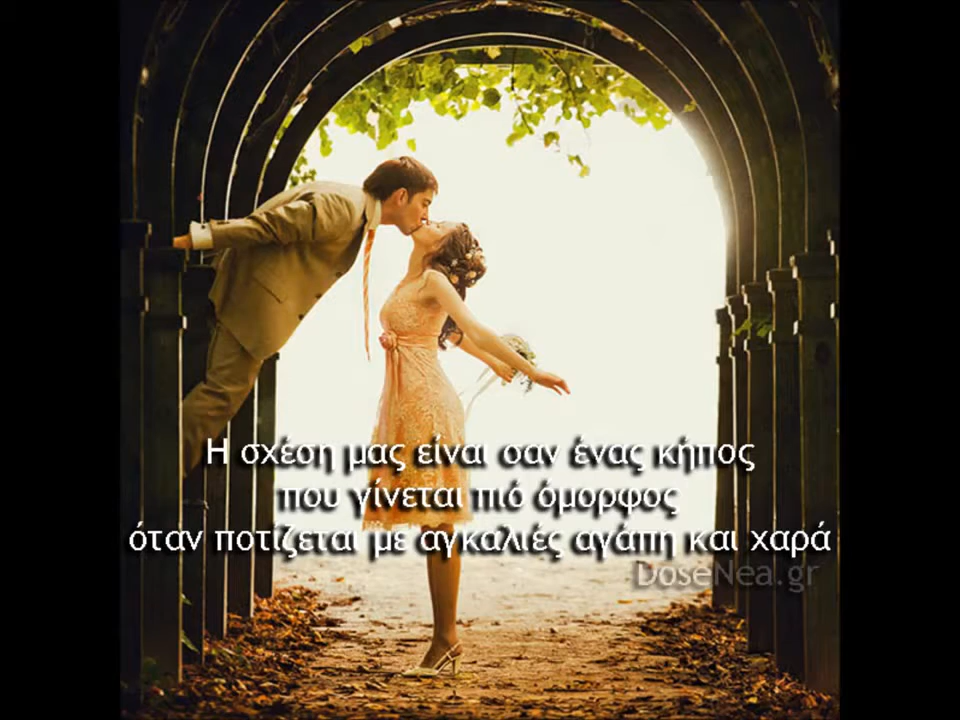 Η σχέση μας είναι σαν ένας κήπος
που γίνεται πιό όμορφος
όταν ποτίζεται με αγκαλιές αγάπη και χαρά
DoseNea.gr